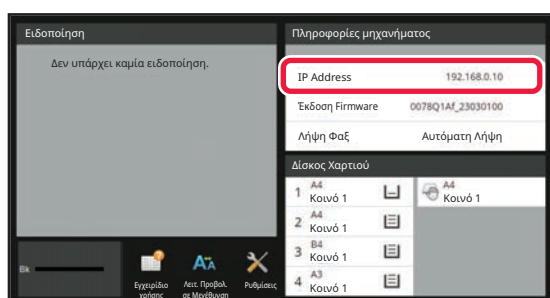 Ειδοποίηση
Δεν υπάρχει καμία ειδοποίηση.
Πληροφορίες μηχανήματος
IP Address 192.168.0.10
Έκδοση Firmware 0078Q1Af_23030100
Λήψη Φαξ Αυτόματη Λήψη
Δίσκος Χαρτιού
1 A4 Κοινό 1
A4 Κοινό 1
2 A4 Κοινό 1
3 B4 Κοινό 1
4 A3 Κοινό 1
Bk
Εγχειρίδιο χρήσης
Λειτ. Προβολ. σε Μεγέθυνση
Ρυθμίσεις